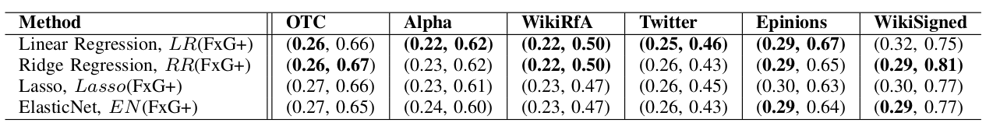 Method OTC Alpha WikiRfA Twitter Epinions WikiSigned
Linear Regression, LR(FxG+) (0.26, 0.66) (0.22, 0.62) (0.22, 0.50) (0.25, 0.46) (0.29, 0.67) (0.32, 0.75)
Ridge Regression, RR(FxG+) (0.26, 0.67) (0.23, 0.62) (0.22, 0.50) (0.26, 0.43) (0.29, 0.65) (0.29, 0.81)
Lasso, Lasso(FxG+) (0.27, 0.66) (0.23, 0.61) (0.23, 0.47) (0.26, 0.45) (0.30, 0.63) (0.30, 0.77)
ElasticNet, EN(FxG+) (0.27, 0.65) (0.24, 0.60) (0.23, 0.47) (0.26, 0.43) (0.29, 0.64) (0.29, 0.77)